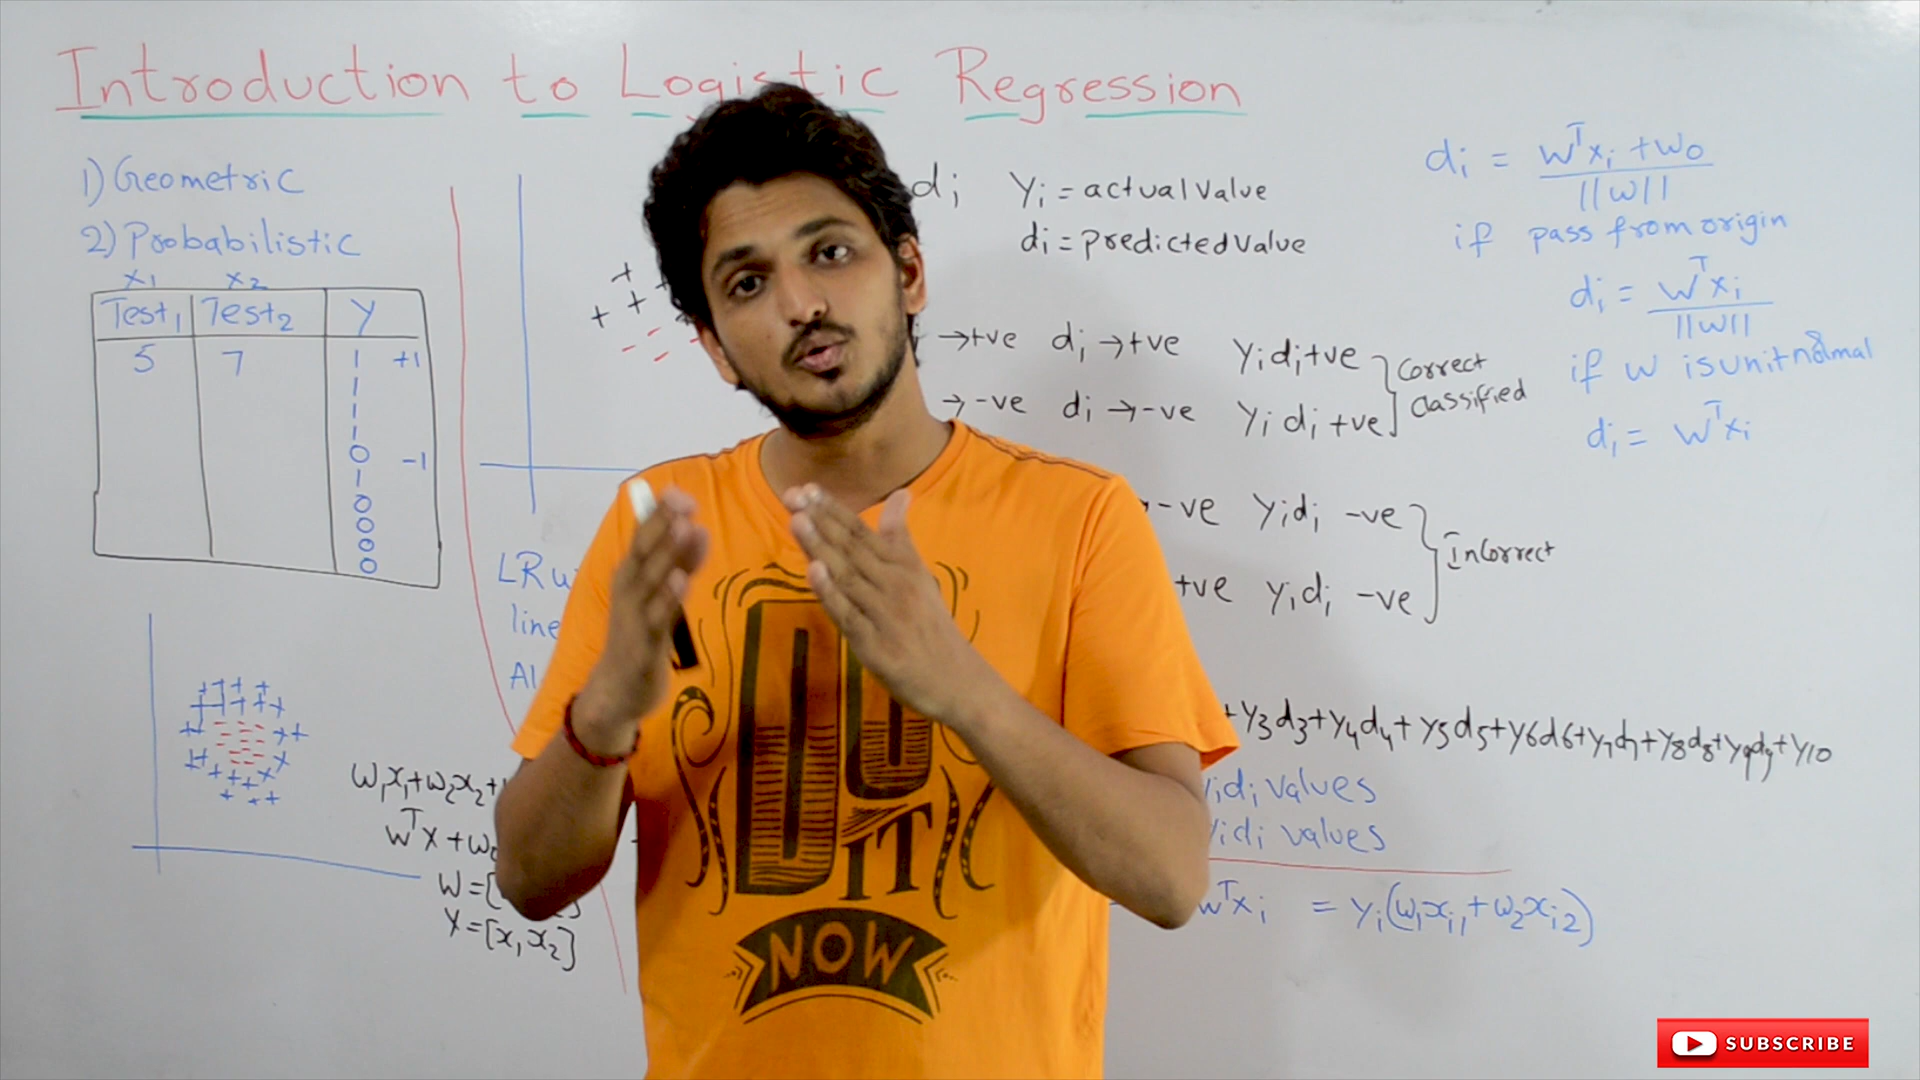 Introduction to Logistic Regression
1) Geometric
2) Probabilistic
x1 x2
Test1 Test2 Y
5 7 1 +1
1
1
1
0 -1
1
0
0
0
0
w1x1+w2x2+
wᵀx+w
w=[
Y=[x1 x2]
LR
line
Al
di Yi = actual value
di = predicted value
→+ve di →+ve Yidi +ve
→-ve di →-ve Yi di +ve
Correct
classified
-ve Yidi -ve
+ve Yidi -ve
Incorrect
+Y3d3+Y4d4+Y5d5+Y6d6+Y7d7+Y8d8+Y9d9+Y10
Yidi values
Yidi values
wᵀxi = Yi(w1xi1+w2xi2)
di = wᵀxi+w0
||w||
if pass from origin
di = wᵀxi
||w||
if w is unit normal
di = wᵀxi
DO
IT
NOW
SUBSCRIBE